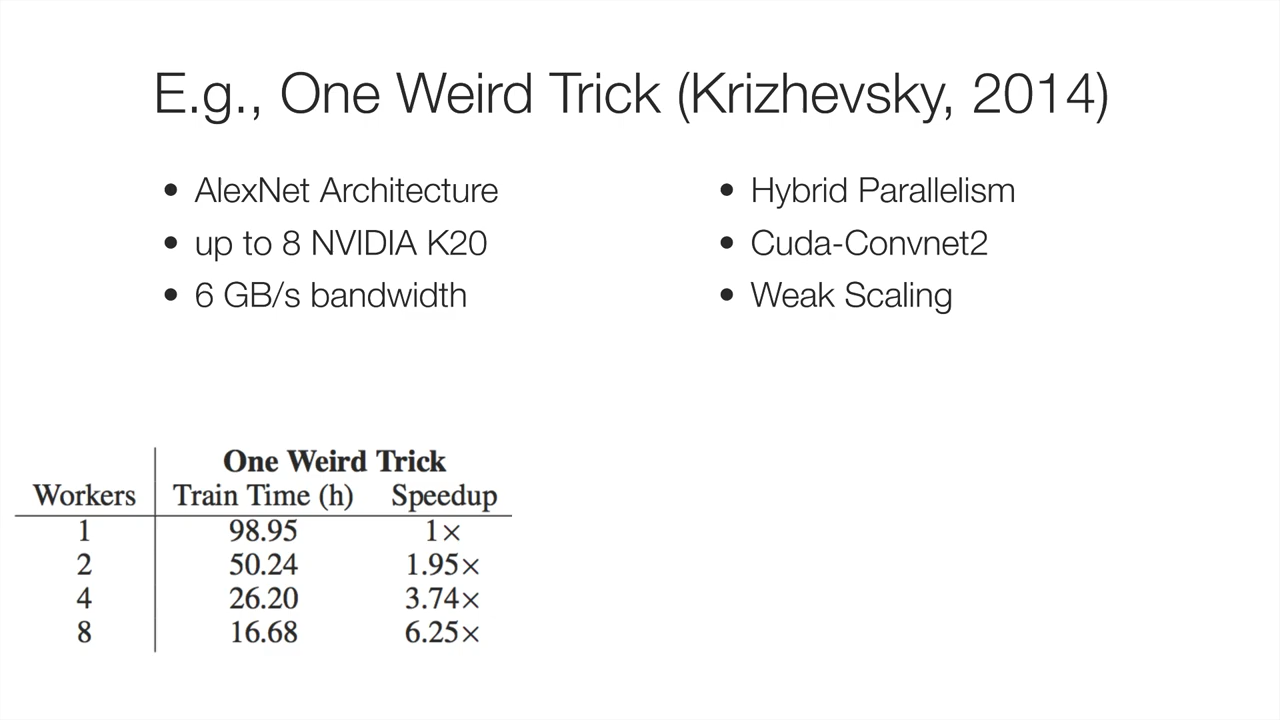 E.g., One Weird Trick (Krizhevsky, 2014)
• AlexNet Architecture
• up to 8 NVIDIA K20
• 6 GB/s bandwidth
• Hybrid Parallelism
• Cuda-Convnet2
• Weak Scaling
One Weird Trick
Workers Train Time (h) Speedup
1 98.95 1×
2 50.24 1.95×
4 26.20 3.74×
8 16.68 6.25×